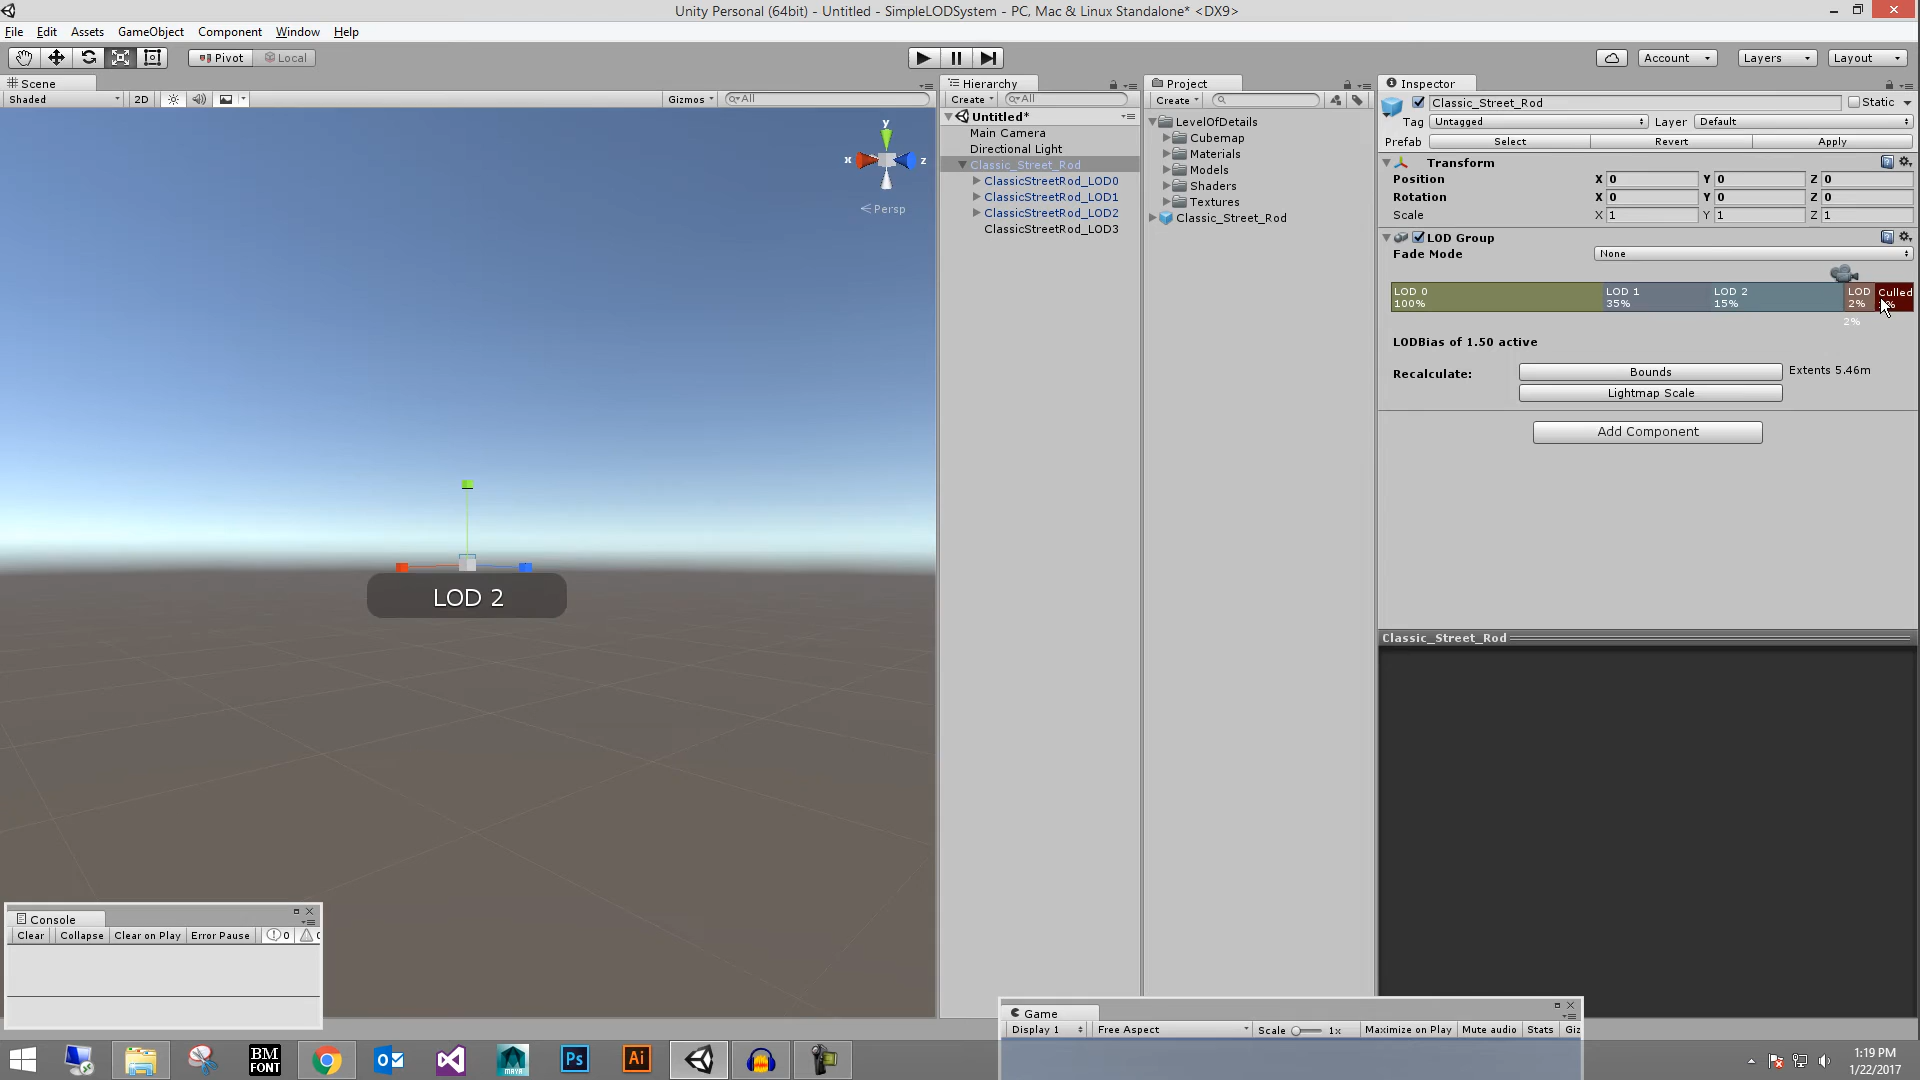 Unity Personal (64bit) - Untitled - SimpleLODSystem - PC, Mac & Linux Standalone* <DX9>
File Edit Assets GameObject Component Window Help
Pivot Local
Account Layers Layout
Scene
Shaded 2D Gizmos All
y
x z
Persp
LOD 2
Hierarchy
Create All
Untitled*
Main Camera
Directional Light
Classic_Street_Rod
ClassicStreetRod_LOD0
ClassicStreetRod_LOD1
ClassicStreetRod_LOD2
ClassicStreetRod_LOD3
Project
Create
LevelOfDetails
Cubemap
Materials
Models
Shaders
Textures
Classic_Street_Rod
Inspector
Classic_Street_Rod Static
Tag Untagged Layer Default
Prefab Select Revert Apply
Transform
Position X 0 Y 0 Z 0
Rotation X 0 Y 0 Z 0
Scale X 1 Y 1 Z 1
LOD Group
Fade Mode None
LOD 0 LOD 1 LOD 2 LOD Culled
100% 35% 15% 2% %
2%
LODBias of 1.50 active
Recalculate: Bounds Extents 5.46m
Lightmap Scale
Add Component
Classic_Street_Rod
Console
Clear Collapse Clear on Play Error Pause 0
Game
Display 1 Free Aspect Scale 1x Maximize on Play Mute audio Stats Giz
BM
FONT
MAYA
Ps
Ai
1:19 PM
1/22/2017